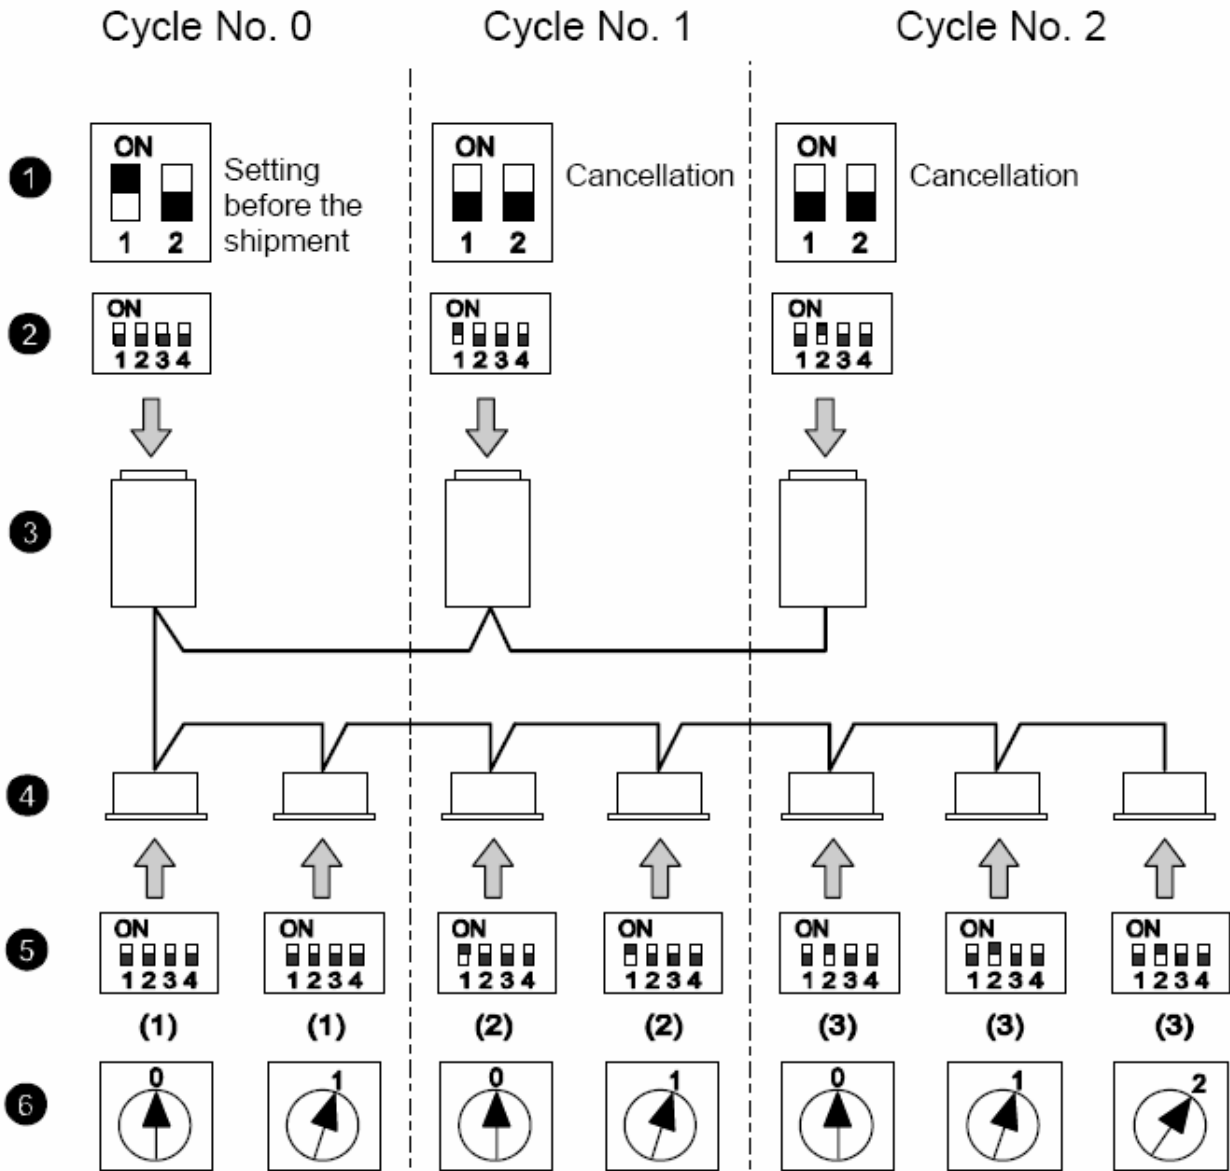 Cycle No. 0 Cycle No. 1 Cycle No. 2
1
ON
1 2
Setting
before the
shipment
ON
1 2
Cancellation
ON
1 2
Cancellation
2
ON
1 2 3 4
ON
1 2 3 4
ON
1 2 3 4
3
4
5
ON
1 2 3 4
ON
1 2 3 4
ON
1 2 3 4
ON
1 2 3 4
ON
1 2 3 4
ON
1 2 3 4
ON
1 2 3 4
(1) (1) (2) (2) (3) (3) (3)
6
0 1 0 1 0 1 2